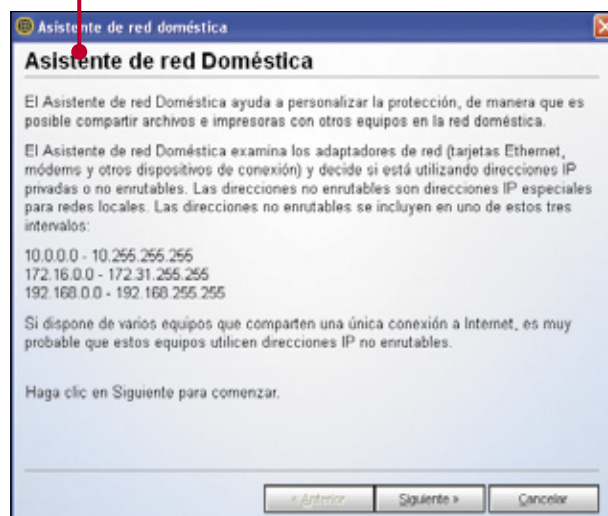 Asistente de red doméstica
Asistente de red Doméstica
El Asistente de red Doméstica ayuda a personalizar la protección, de manera que es
posible compartir archivos e impresoras con otros equipos en la red doméstica.
El Asistente de red Doméstica examina los adaptadores de red (tarjetas Ethernet,
módems y otros dispositivos de conexión) y decide si está utilizando direcciones IP
privadas o no enrutables. Las direcciones no enrutables son direcciones IP especiales
para redes locales. Las direcciones no enrutables se incluyen en uno de estos tres
intervalos:
10.0.0.0 - 10.255.255.255
172.16.0.0 - 172.31.255.255
192.168.0.0 - 192.168.255.255
Si dispone de varios equipos que comparten una única conexión a Internet, es muy
probable que estos equipos utilicen direcciones IP no enrutables.
Haga clic en Siguiente para comenzar.
« Anterior Siguiente » Cancelar